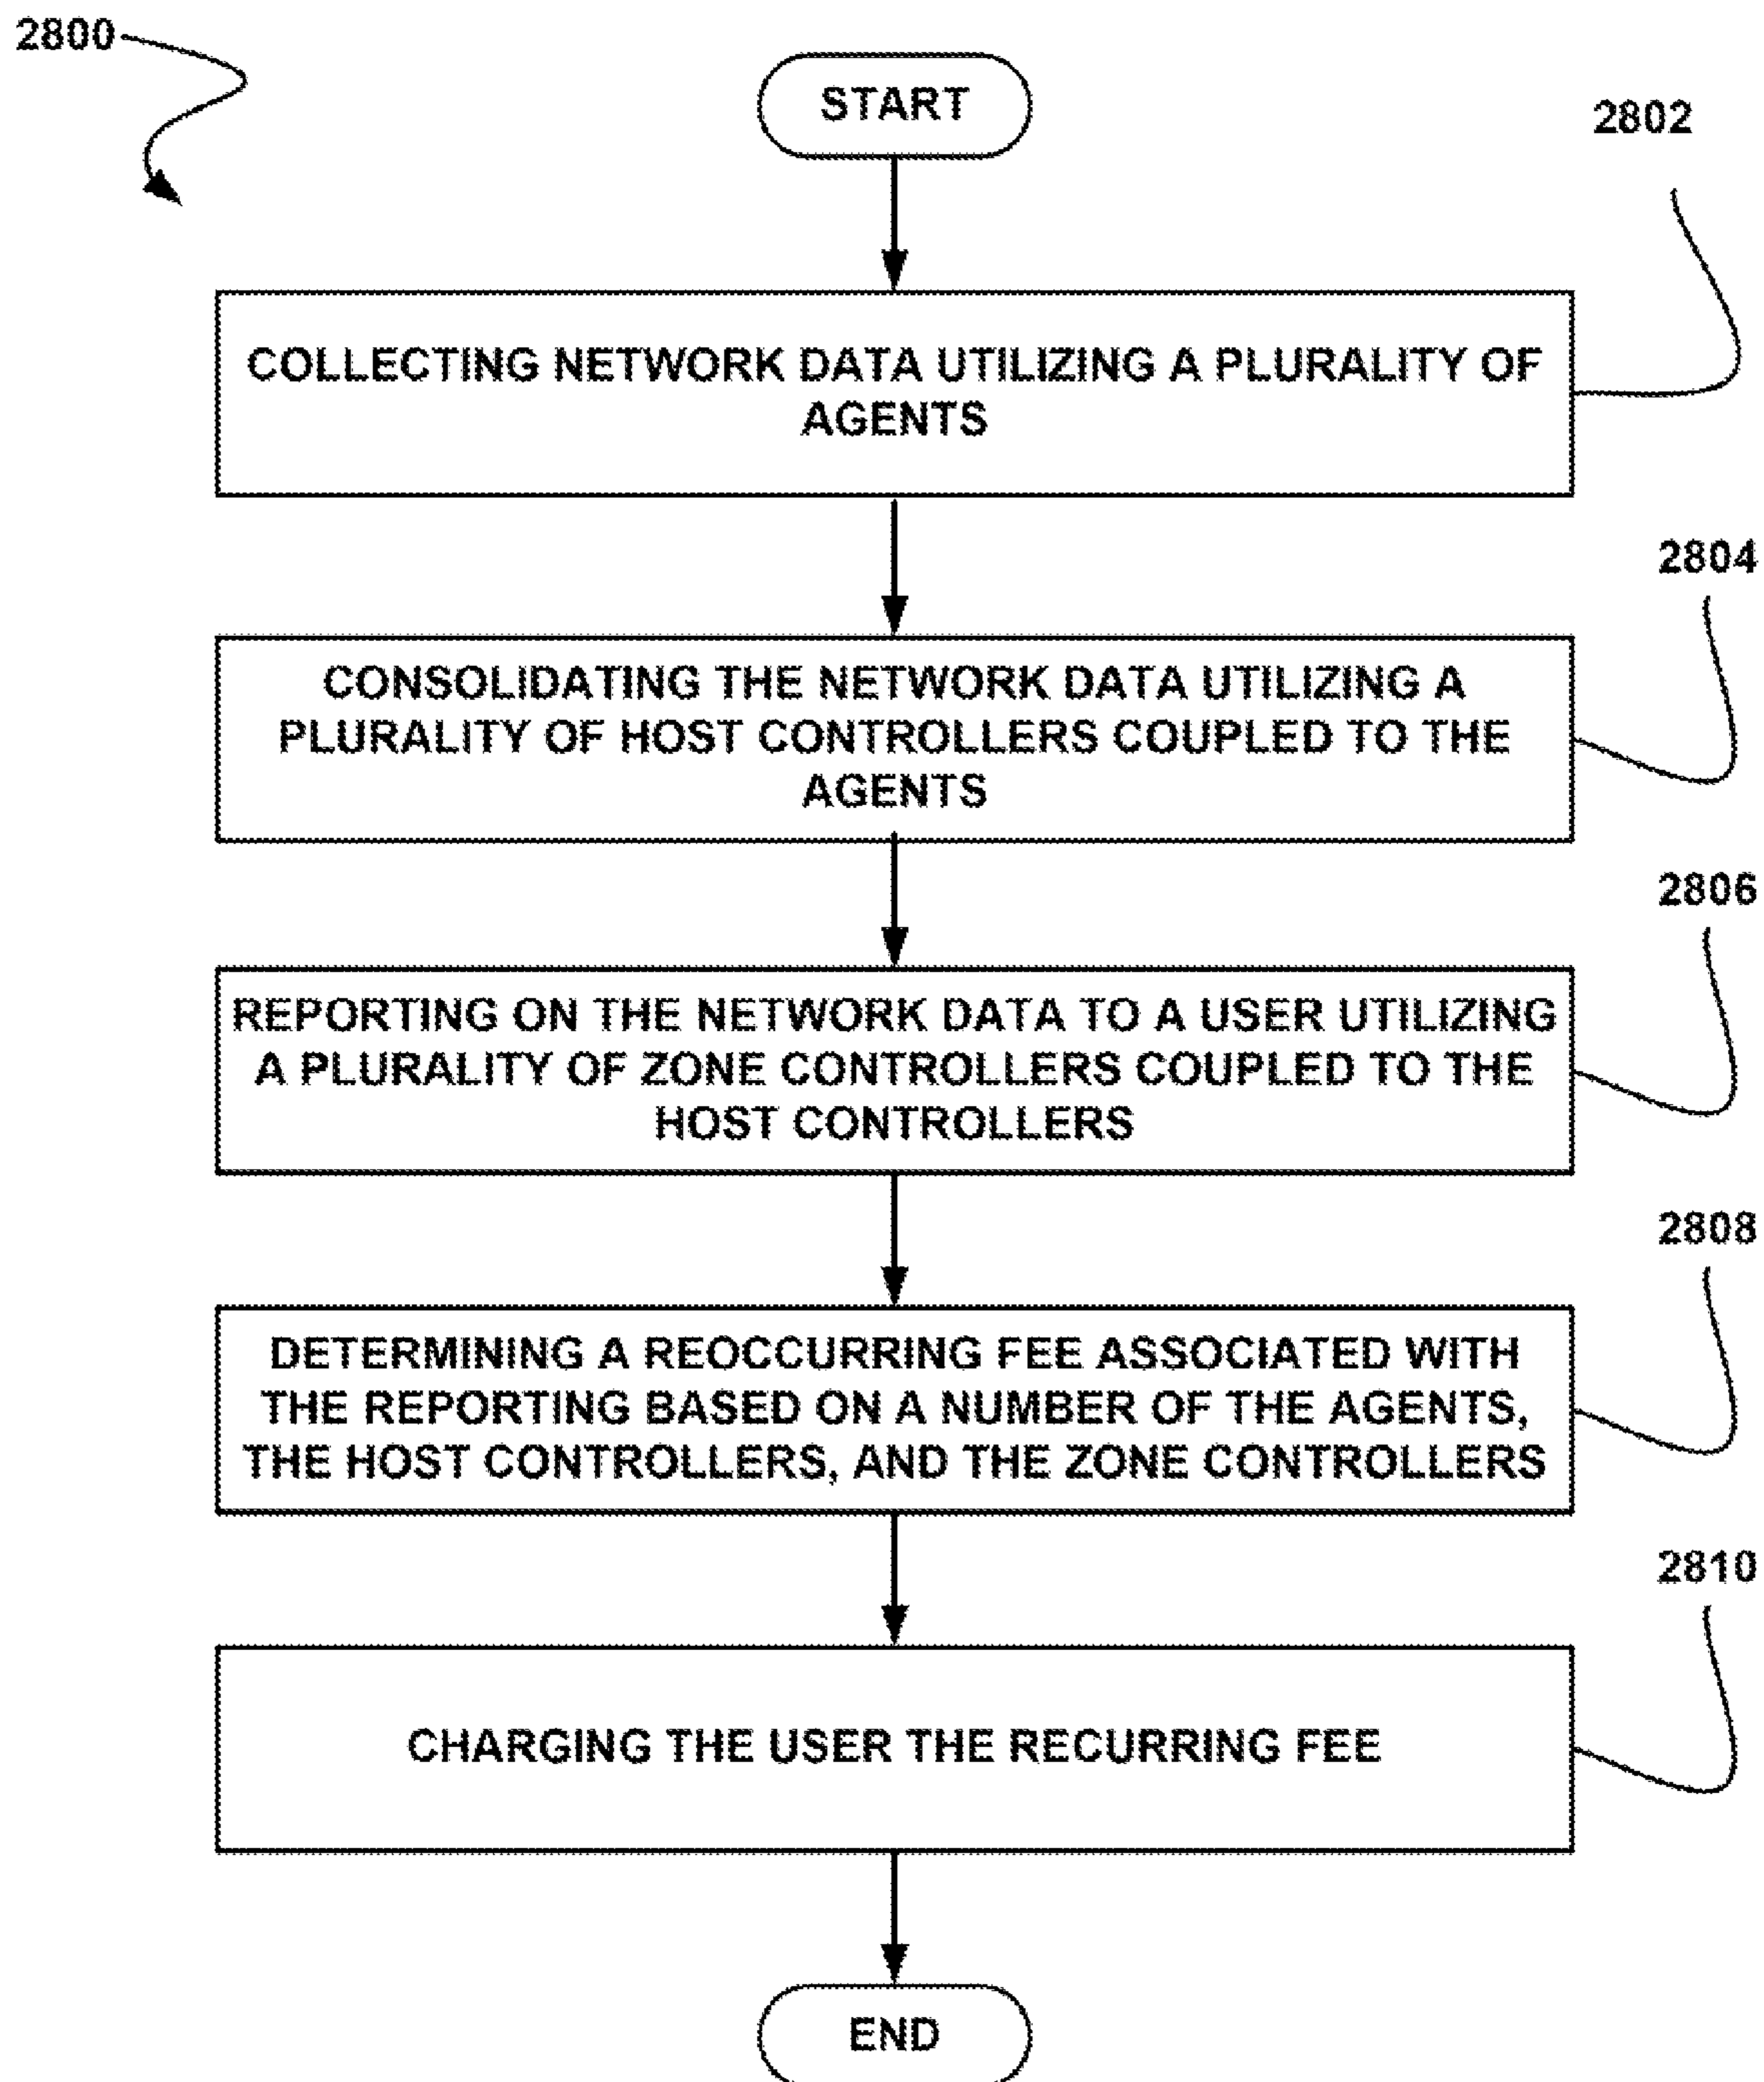 2800
START
2802
COLLECTING NETWORK DATA UTILIZING A PLURALITY OF
AGENTS
2804
CONSOLIDATING THE NETWORK DATA UTILIZING A
PLURALITY OF HOST CONTROLLERS COUPLED TO THE
AGENTS
2806
REPORTING ON THE NETWORK DATA TO A USER UTILIZING
A PLURALITY OF ZONE CONTROLLERS COUPLED TO THE
HOST CONTROLLERS
2808
DETERMINING A REOCCURRING FEE ASSOCIATED WITH
THE REPORTING BASED ON A NUMBER OF THE AGENTS,
THE HOST CONTROLLERS, AND THE ZONE CONTROLLERS
2810
CHARGING THE USER THE RECURRING FEE
END